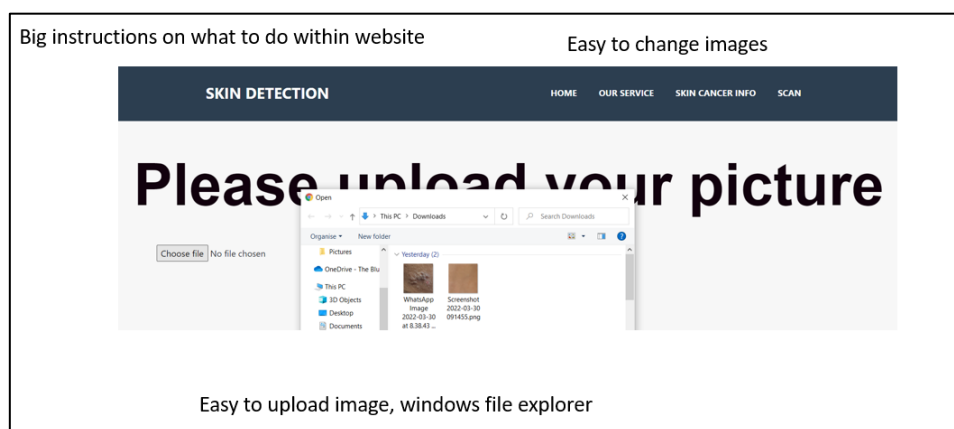 Big instructions on what to do within website
Easy to change images
SKIN DETECTION
HOME OUR SERVICE SKIN CANCER INFO SCAN
Please upload your picture
Open
This PC > Downloads
Search Downloads
Organise New folder
Choose file No file chosen
Pictures
OneDrive - The Blu
This PC
3D Objects
Desktop
Documents
Yesterday (2)
WhatsApp
Image
2022-03-30
at 8.38.43 ...
Screenshot
2022-03-30
091455.png
Easy to upload image, windows file explorer